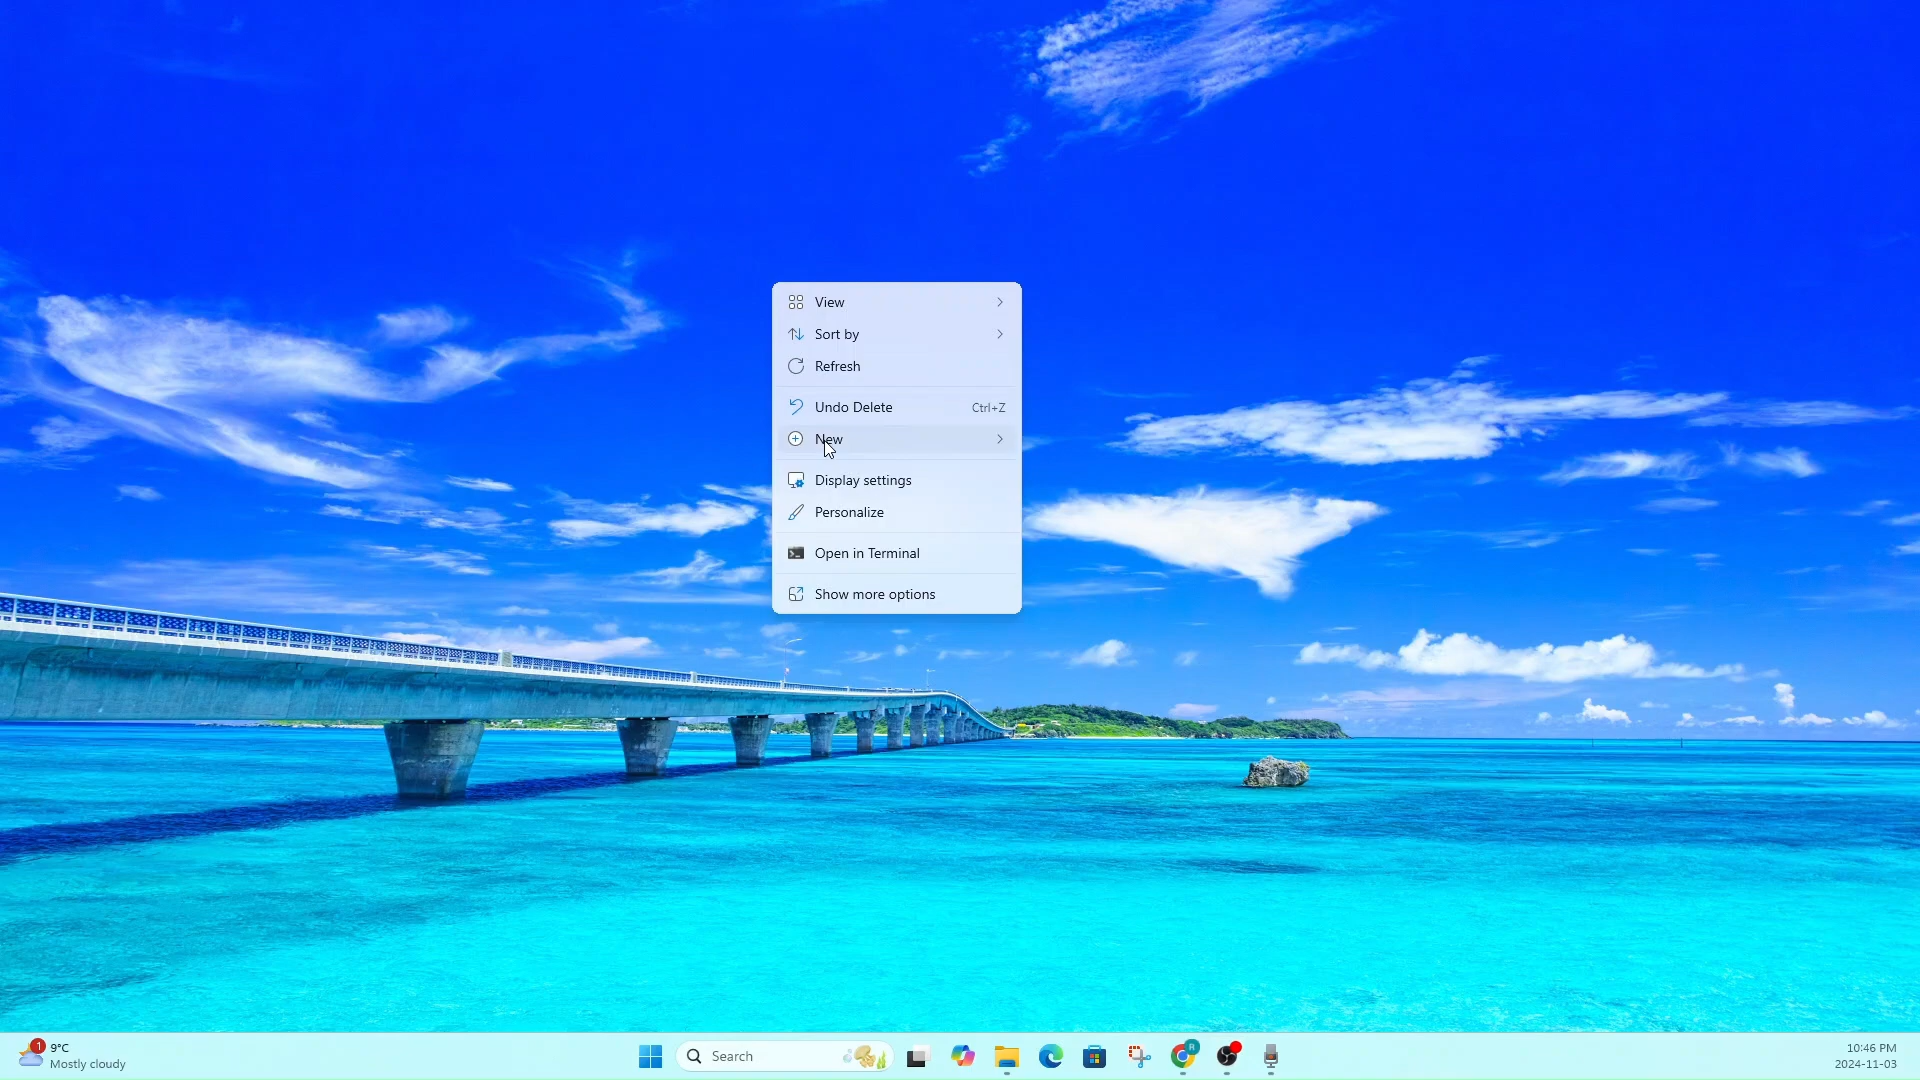 View
Sort by
Refresh
Undo Delete Ctrl+Z
New
Display settings
Personalize
Open in Terminal
Show more options
1
9°C
Mostly cloudy
Search
R
10:46 PM
2024-11-03